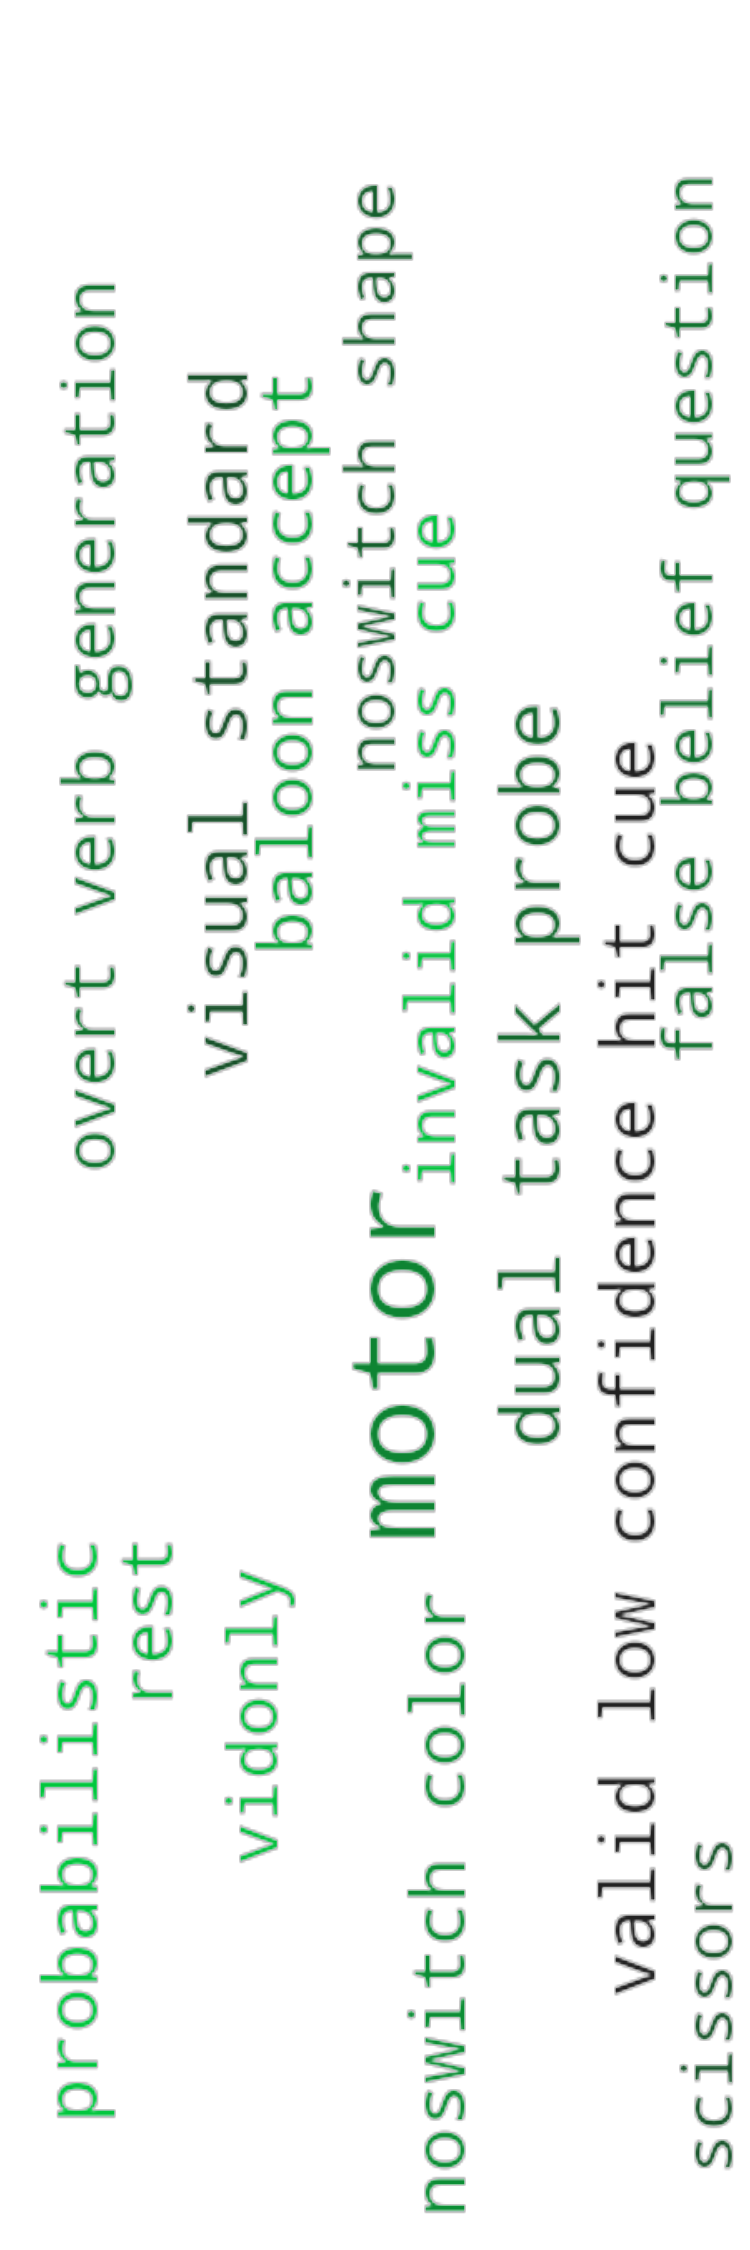 overt verb generation
probabilistic
rest
visual standard
vidonly
baloon accept
noswitch shape
motor
invalid miss cue
noswitch color
dual task probe
valid low confidence hit cue
false belief question
scissors